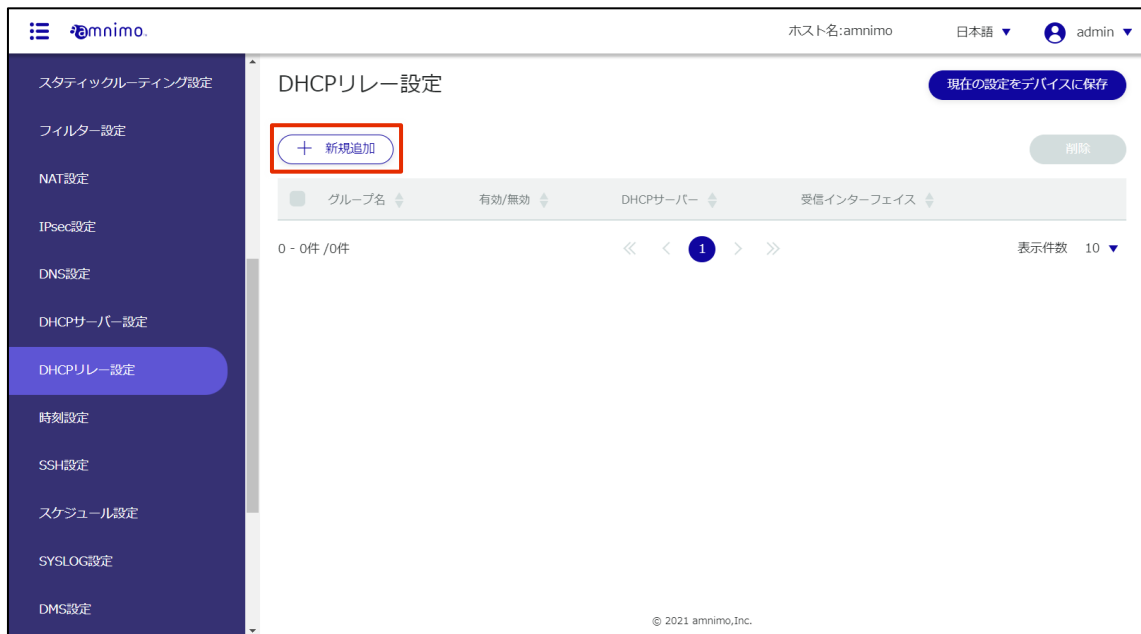 amnimo.
ホスト名:amnimo
日本語 ▼
admin ▼
スタティックルーティング設定
フィルター設定
NAT設定
IPsec設定
DNS設定
DHCPサーバー設定
DHCPリレー設定
時刻設定
SSH設定
スケジュール設定
SYSLOG設定
DMS設定
DHCPリレー設定
現在の設定をデバイスに保存
＋ 新規追加
削除
グループ名 有効/無効 DHCPサーバー 受信インターフェイス
0 - 0件 /0件
≪ < 1 > ≫
表示件数 10 ▼
© 2021 amnimo,Inc.